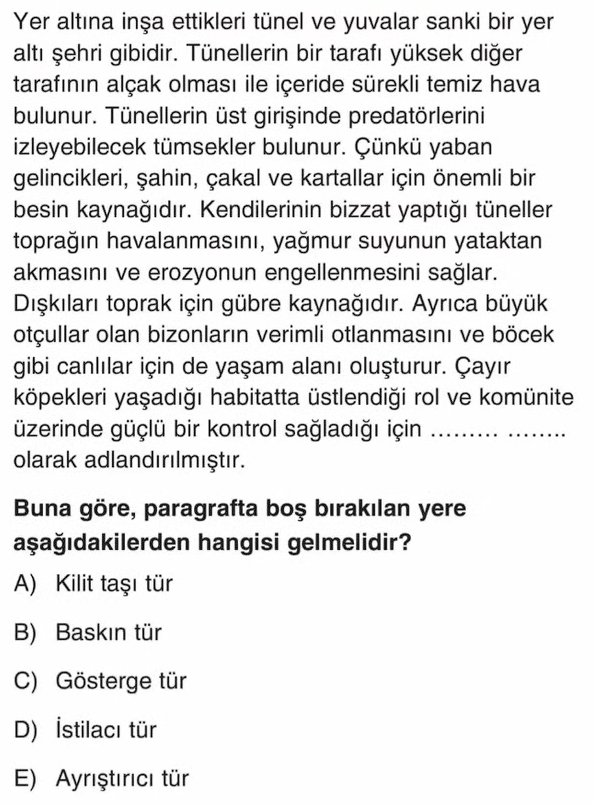 Yer altına inşa ettikleri tünel ve yuvalar sanki bir yer
altı şehri gibidir. Tünellerin bir tarafı yüksek diğer
tarafının alçak olması ile içeride sürekli temiz hava
bulunur. Tünellerin üst girişinde predatörlerini
izleyebilecek tümsekler bulunur. Çünkü yaban
gelincikleri, şahin, çakal ve kartallar için önemli bir
besin kaynağıdır. Kendilerinin bizzat yaptığı tüneller
toprağın havalanmasını, yağmur suyunun yataktan
akmasını ve erozyonun engellenmesini sağlar.
Dışkıları toprak için gübre kaynağıdır. Ayrıca büyük
otçullar olan bizonların verimli otlanmasını ve böcek
gibi canlılar için de yaşam alanı oluşturur. Çayır
köpekleri yaşadığı habitatta üstlendiği rol ve komünite
üzerinde güçlü bir kontrol sağladığı için ......... ........
olarak adlandırılmıştır.
Buna göre, paragrafta boş bırakılan yere
aşağıdakilerden hangisi gelmelidir?
A) Kilit taşı tür
B) Baskın tür
C) Gösterge tür
D) İstilacı tür
E) Ayrıştırıcı tür